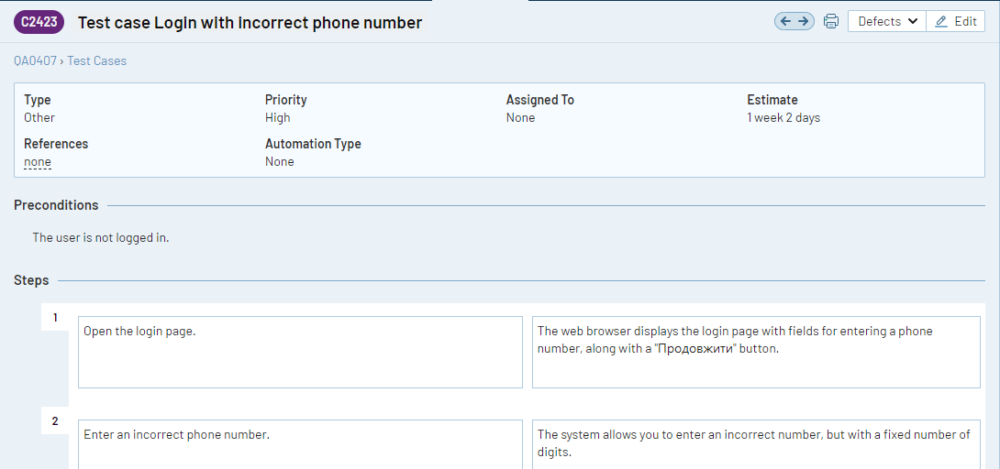 C2423 Test case Login with incorrect phone number
Defects
Edit
QA0407 › Test Cases
Type
Other
Priority
High
Assigned To
None
Estimate
1 week 2 days
References
none
Automation Type
None
Preconditions
The user is not logged in.
Steps
1
Open the login page.
The web browser displays the login page with fields for entering a phone
number, along with a "Продовжити" button.
2
Enter an incorrect phone number.
The system allows you to enter an incorrect number, but with a fixed number of
digits.